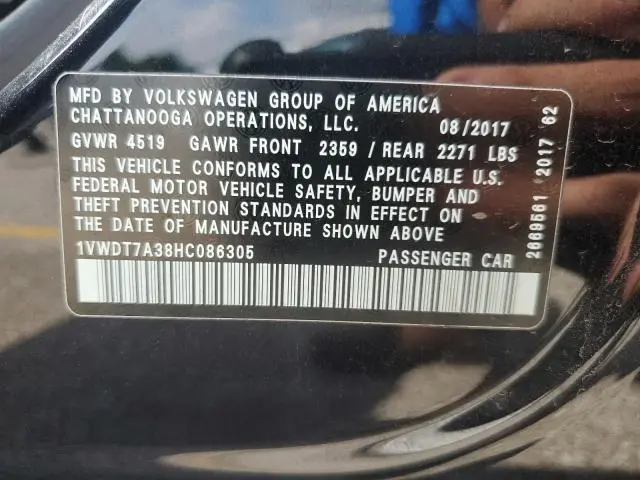 MFD BY VOLKSWAGEN GROUP OF AMERICA
CHATTANOOGA OPERATIONS, LLC. 08/2017
GVWR 4519 GAWR FRONT 2359 / REAR 2271 LBS
THIS VEHICLE CONFORMS TO ALL APPLICABLE U.S.
FEDERAL MOTOR VEHICLE SAFETY, BUMPER AND
THEFT PREVENTION STANDARDS IN EFFECT ON
THE DATE OF MANUFACTURE SHOWN ABOVE
1VWDT7A38HC086305 PASSENGER CAR
2669561 2017 62